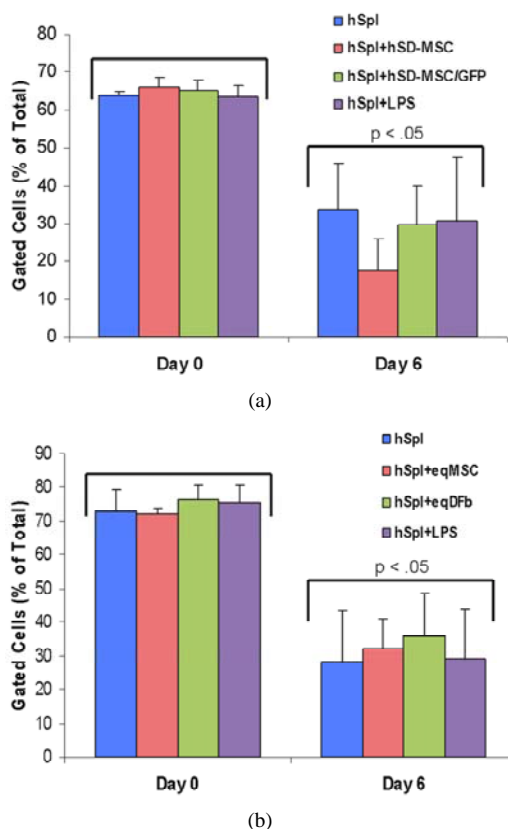 80
70
60
50
40
30
20
10
0
Gated Cells (% of Total)
hSpl
hSpl+hSD-MSC
hSpl+hSD-MSC/GFP
hSpl+LPS
p < .05
Day 0
Day 6
(a)
90
80
70
60
50
40
30
20
10
0
Gated Cells (% of Total)
hSpl
hSpl+eqMSC
hSpl+eqDFb
hSpl+LPS
p < .05
Day 0
Day 6
(b)